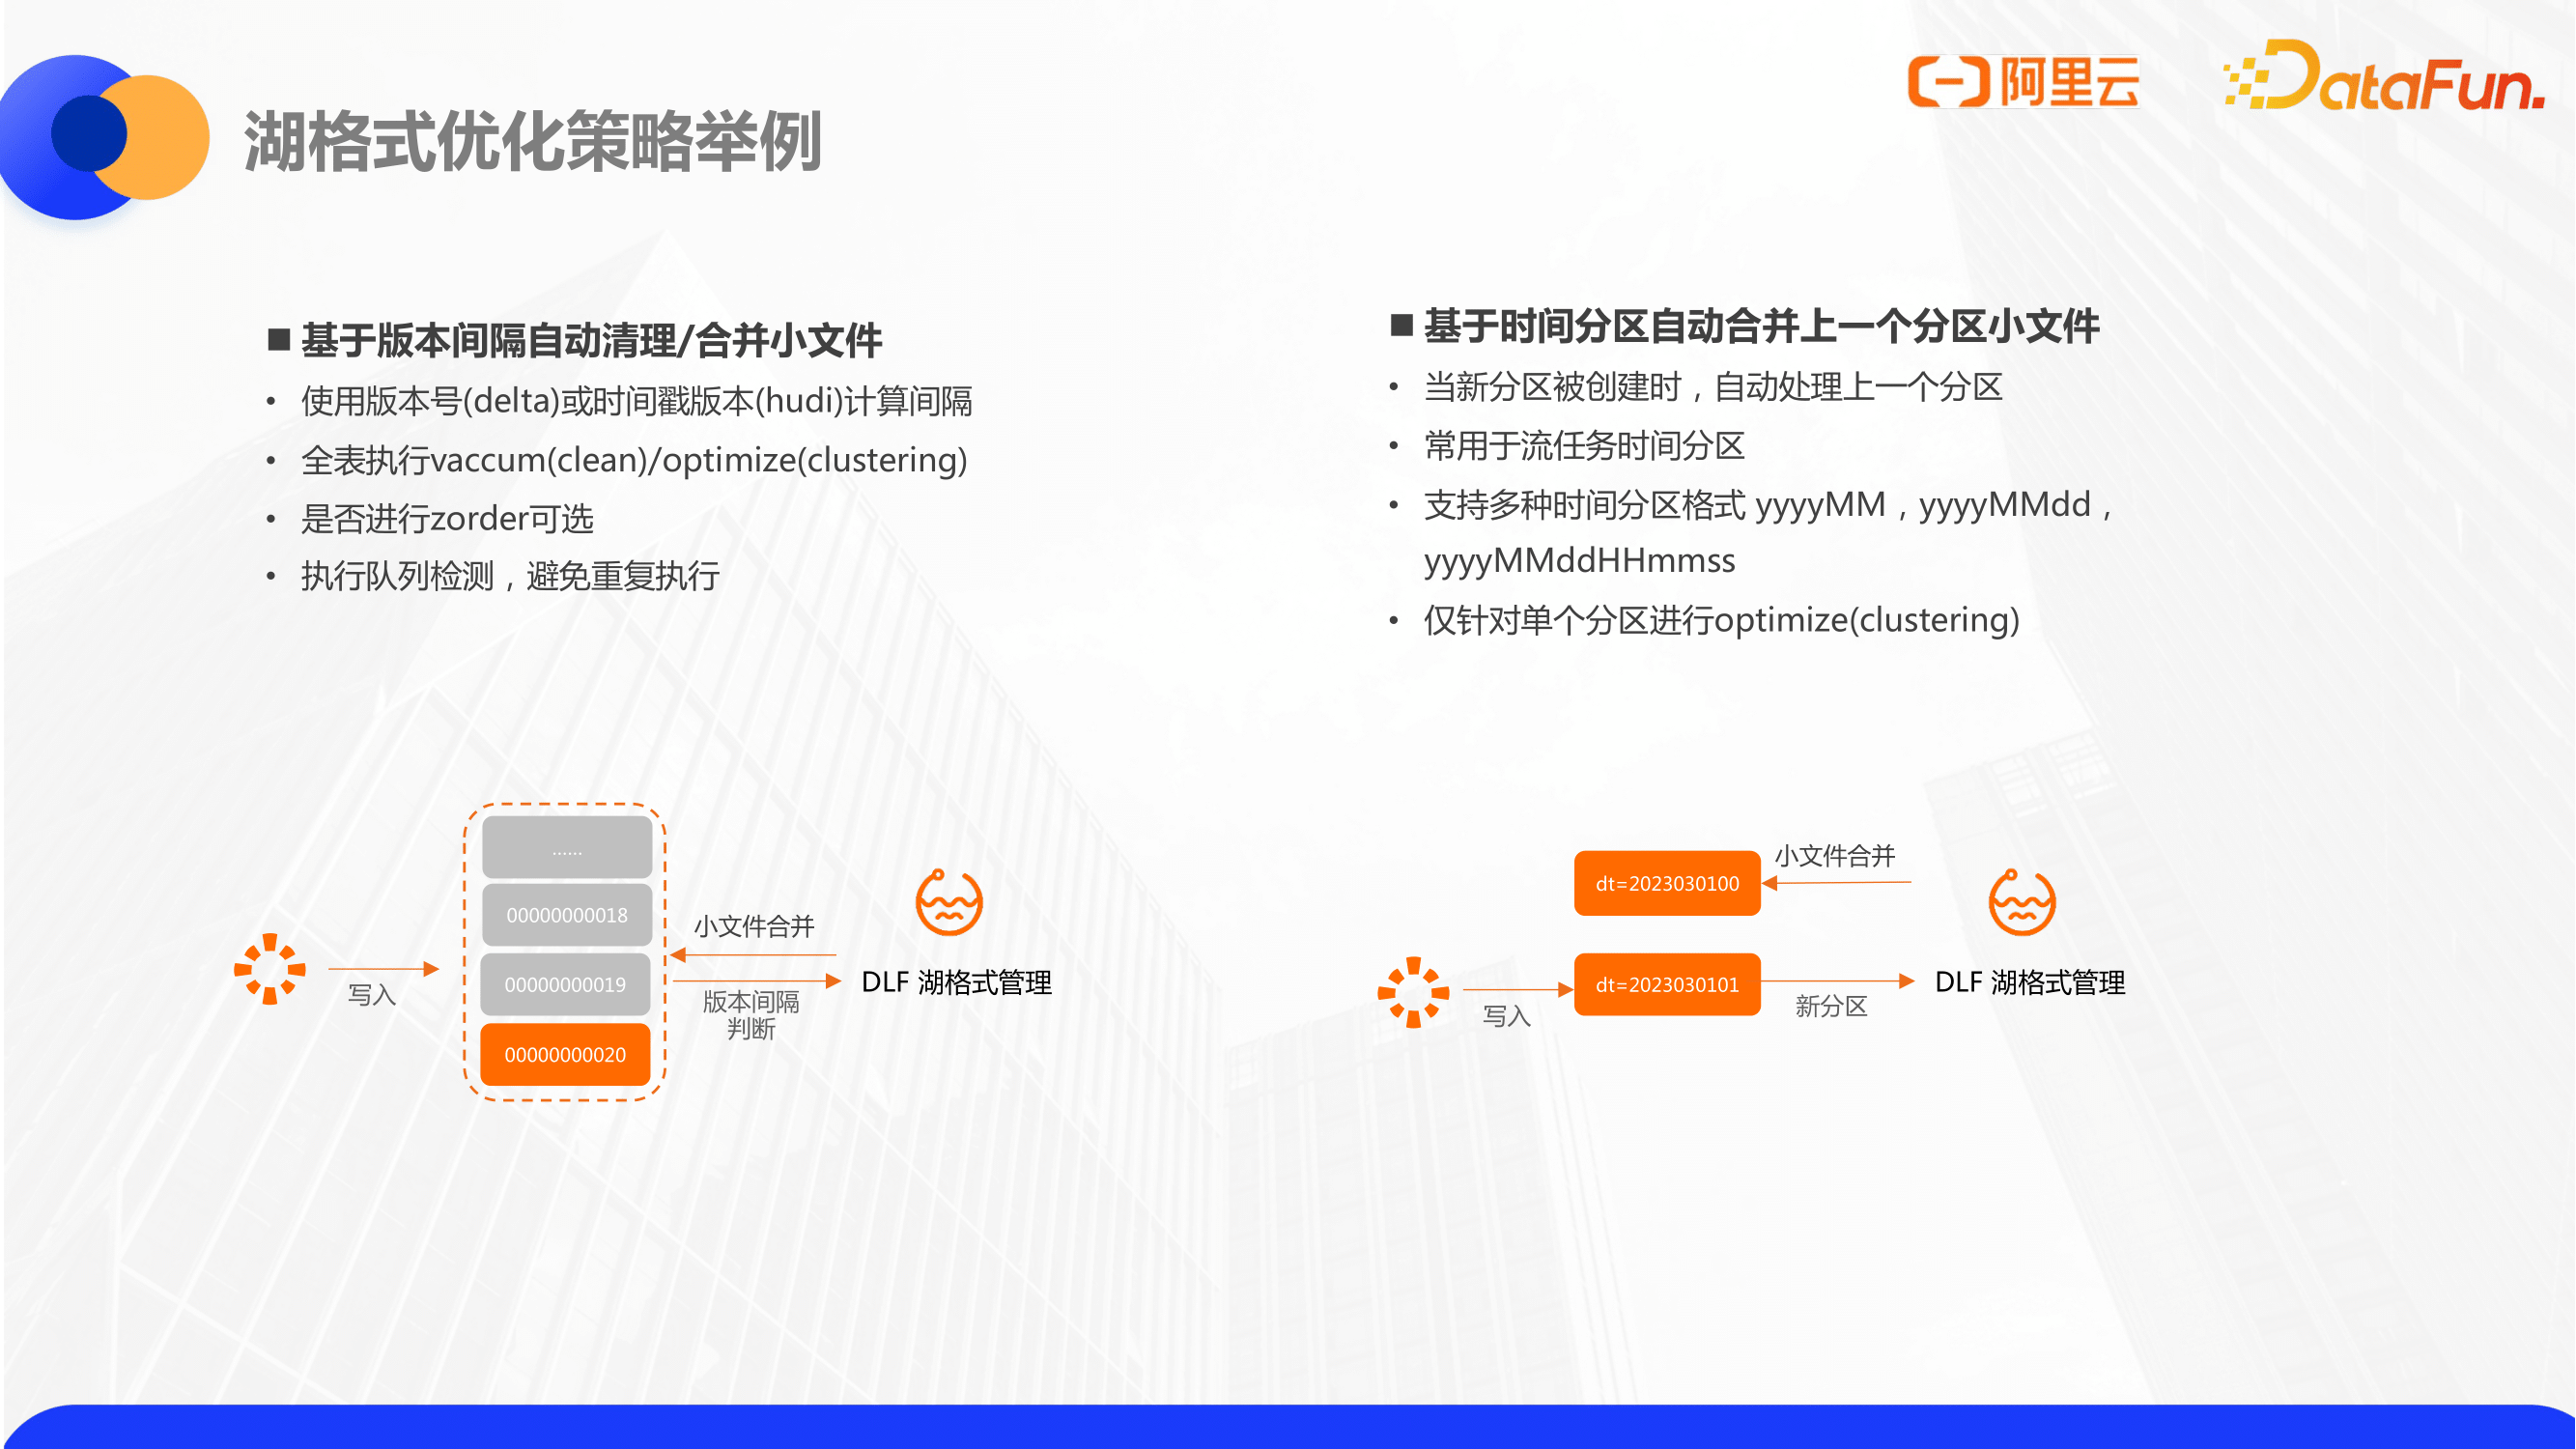 阿里云
DataFun.
湖格式优化策略举例
■ 基于版本间隔自动清理/合并小文件
• 使用版本号(delta)或时间戳版本(hudi)计算间隔
• 全表执行vaccum(clean)/optimize(clustering)
• 是否进行zorder可选
• 执行队列检测，避免重复执行
......
00000000018
00000000019
00000000020
写入
小文件合并
版本间隔
判断
DLF 湖格式管理
■ 基于时间分区自动合并上一个分区小文件
• 当新分区被创建时，自动处理上一个分区
• 常用于流任务时间分区
• 支持多种时间分区格式 yyyyMM，yyyyMMdd，
yyyyMMddHHmmss
• 仅针对单个分区进行optimize(clustering)
dt=2023030100
小文件合并
写入
dt=2023030101
新分区
DLF 湖格式管理